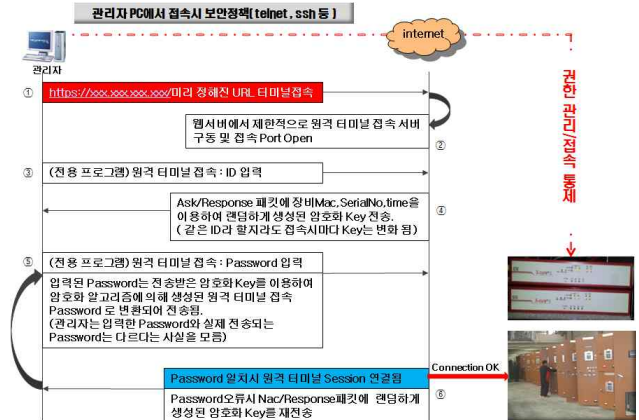 관리자 PC에서 접속시 보안정책(telnet, ssh 등)
internet
관리자
① https://xxx.xxx.xxx.xxx/미리 정해진 URL 터미널접속
웹서버에서 제한적으로 원격 터미널 접속 서버
구동 및 접속 Port Open
②
③ (전용 프로그램) 원격 터미널 접속 : ID 입력
Ask/Response 패킷에 장비Mac,SerialNo,time을
이용하여 랜덤하게 생성된 암호화 Key 전송.
( 같은 ID라 할지라도 접속시마다 Key는 변화 됨)
④
⑤ (전용 프로그램) 원격 터미널 접속 : Password 입력
입력된 Password는 전송받은 암호화 Key를 이용하여
암호화 알고리즘에 의해 생성된 원격 터미널 접속
Password 로 변환되어 전송됨.
(관리자는 입력한 Password와 실제 전송되는
Password는 다르다는 사실을 모름)
Password 일치시 원격 터미널 Session 연결됨
Connection OK
Password오류시 Nac/Response패킷에 랜덤하게
생성된 암호화 Key를 재전송
⑥
권한 관리/접속 통제